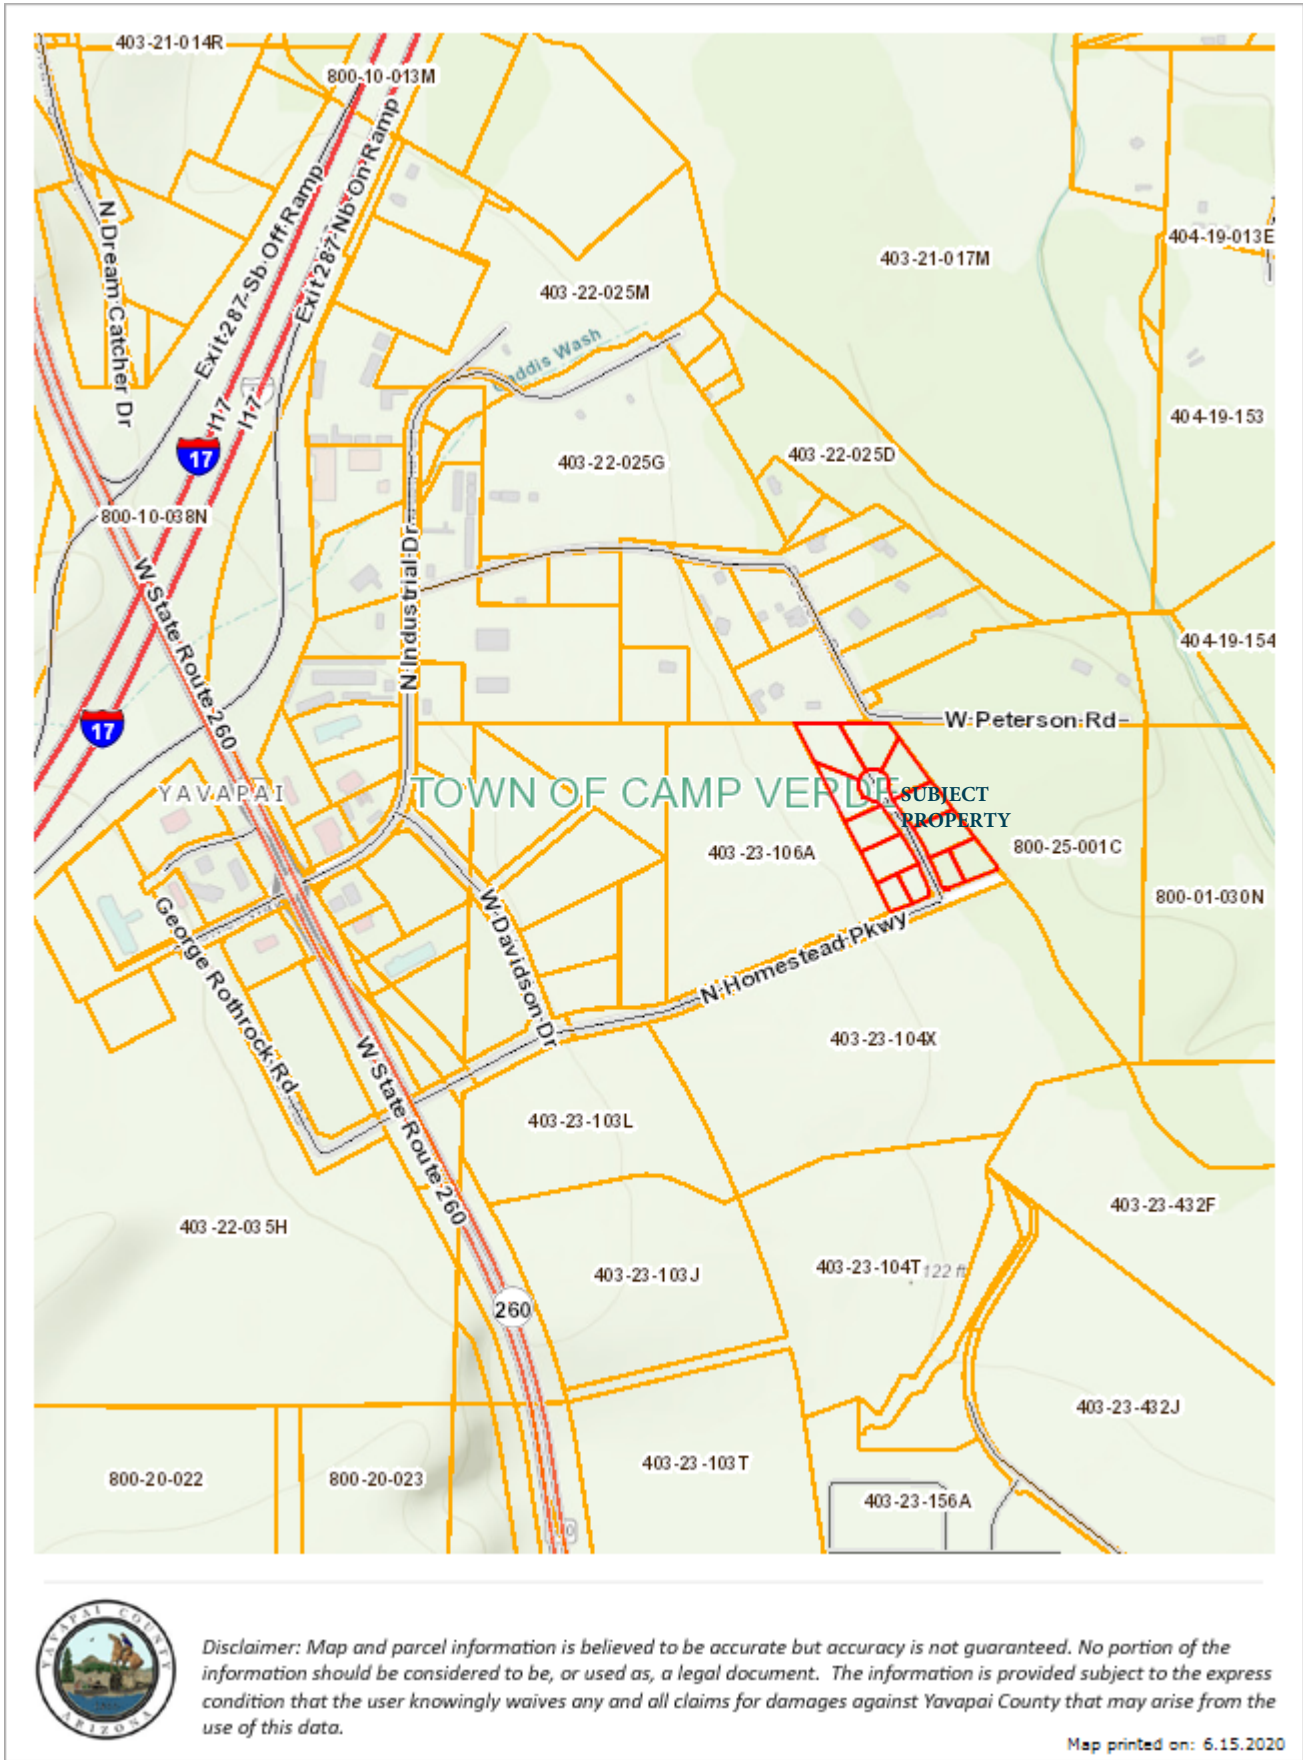 403-21-014R
800-10-013M
N Dream Catcher Dr
Exit 287 Sb Off Ramp
Exit 287 Nb On Ramp
403-21-017M
404-19-013E
403-22-025M
Gaddis Wash
I17
I17
17
404-19-153
403-22-025G
403-22-025D
800-10-038N
W State Route 260
N Industrial Dr
404-19-154
17
W Peterson Rd
YAVAPAI
TOWN OF CAMP VERDE
SUBJECT
PROPERTY
403-23-106A
800-25-001C
800-01-030N
George Rothrock Rd
W Davidson Dr
N Homestead Pkwy
403-23-104X
W State Route 260
403-23-103L
403-22-035H
403-23-432F
403-23-103J
403-23-104T
122 ft
260
403-23-432J
800-20-022
800-20-023
403-23-103T
403-23-156A
YAVAPAI COUNTY
ARIZONA
Disclaimer: Map and parcel information is believed to be accurate but accuracy is not guaranteed. No portion of the
information should be considered to be, or used as, a legal document. The information is provided subject to the express
condition that the user knowingly waives any and all claims for damages against Yavapai County that may arise from the
use of this data.
Map printed on: 6.15.2020